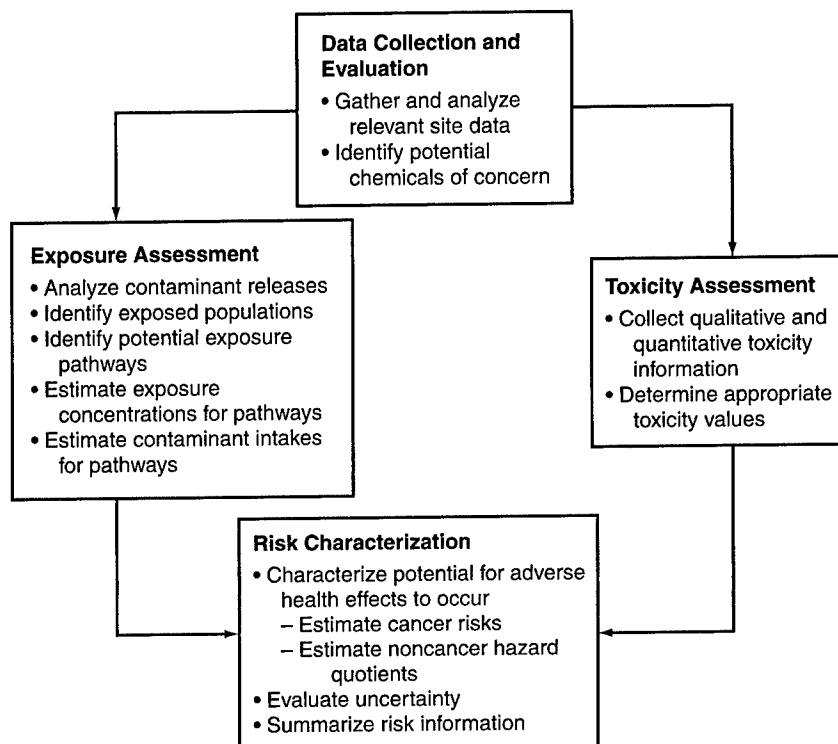 Data Collection and
Evaluation
• Gather and analyze
relevant site data
• Identify potential
chemicals of concern
Exposure Assessment
• Analyze contaminant releases
• Identify exposed populations
• Identify potential exposure
pathways
• Estimate exposure
concentrations for pathways
• Estimate contaminant intakes
for pathways
Toxicity Assessment
• Collect qualitative and
quantitative toxicity
information
• Determine appropriate
toxicity values
Risk Characterization
• Characterize potential for adverse
health effects to occur
– Estimate cancer risks
– Estimate noncancer hazard
quotients
• Evaluate uncertainty
• Summarize risk information